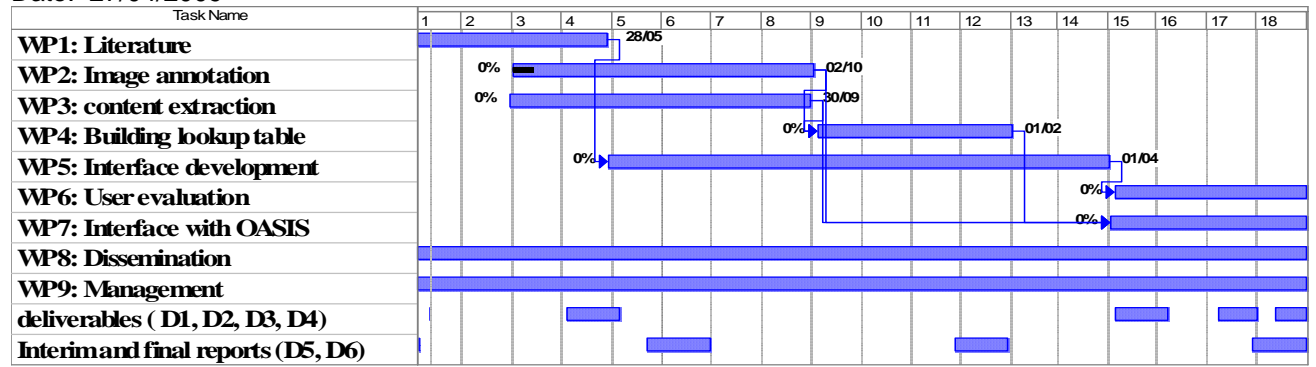 Task Name 1 2 3 4 5 6 7 8 9 10 11 12 13 14 15 16 17 18
WP1: Literature 28/05
WP2: Image annotation 0% 02/10
WP3: content extraction 0% 30/09
WP4: Building lookup table 0% 01/02
WP5: Interface development 0% 01/04
WP6: User evaluation 0%
WP7: Interface with OASIS 0%
WP8: Dissemination
WP9: Management
deliverables ( D1, D2, D3, D4)
Interim and final reports (D5, D6)